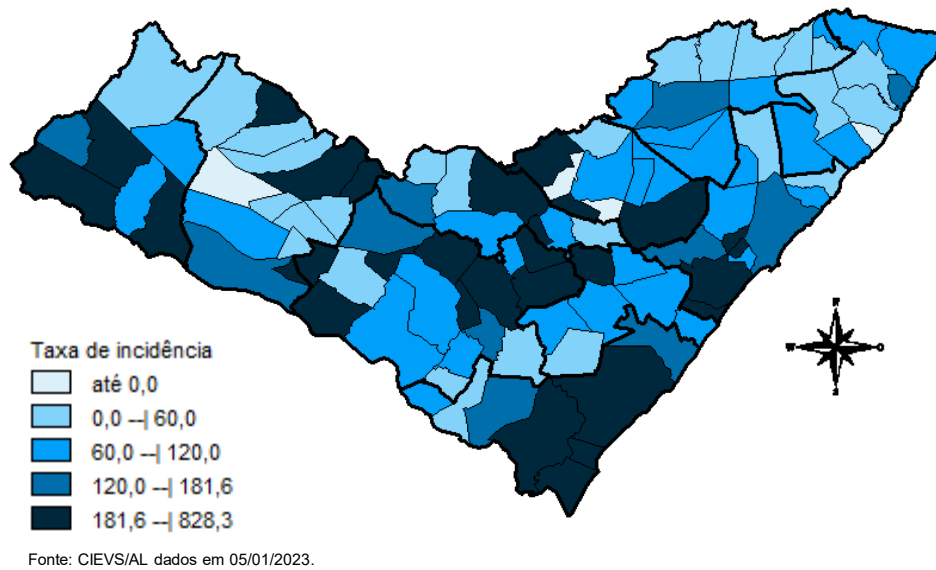 Taxa de incidência
até 0,0
0,0 --| 60,0
60,0 --| 120,0
120,0 --| 181,6
181,6 --| 828,3
W
O
Fonte: CIEVS/AL dados em 05/01/2023.